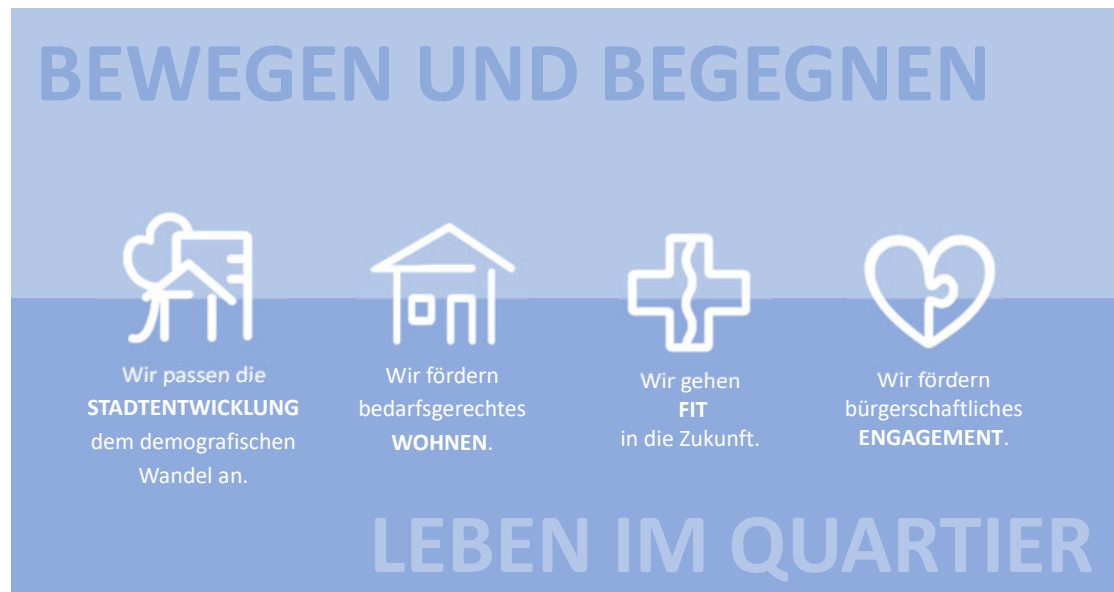 BEWEGEN UND BEGEGNEN
Wir passen die
STADTENTWICKLUNG
dem demografischen
Wandel an.
Wir fördern
bedarfsgerechtes
WOHNEN.
Wir gehen
FIT
in die Zukunft.
Wir fördern
bürgerschaftliches
ENGAGEMENT.
LEBEN IM QUARTIER